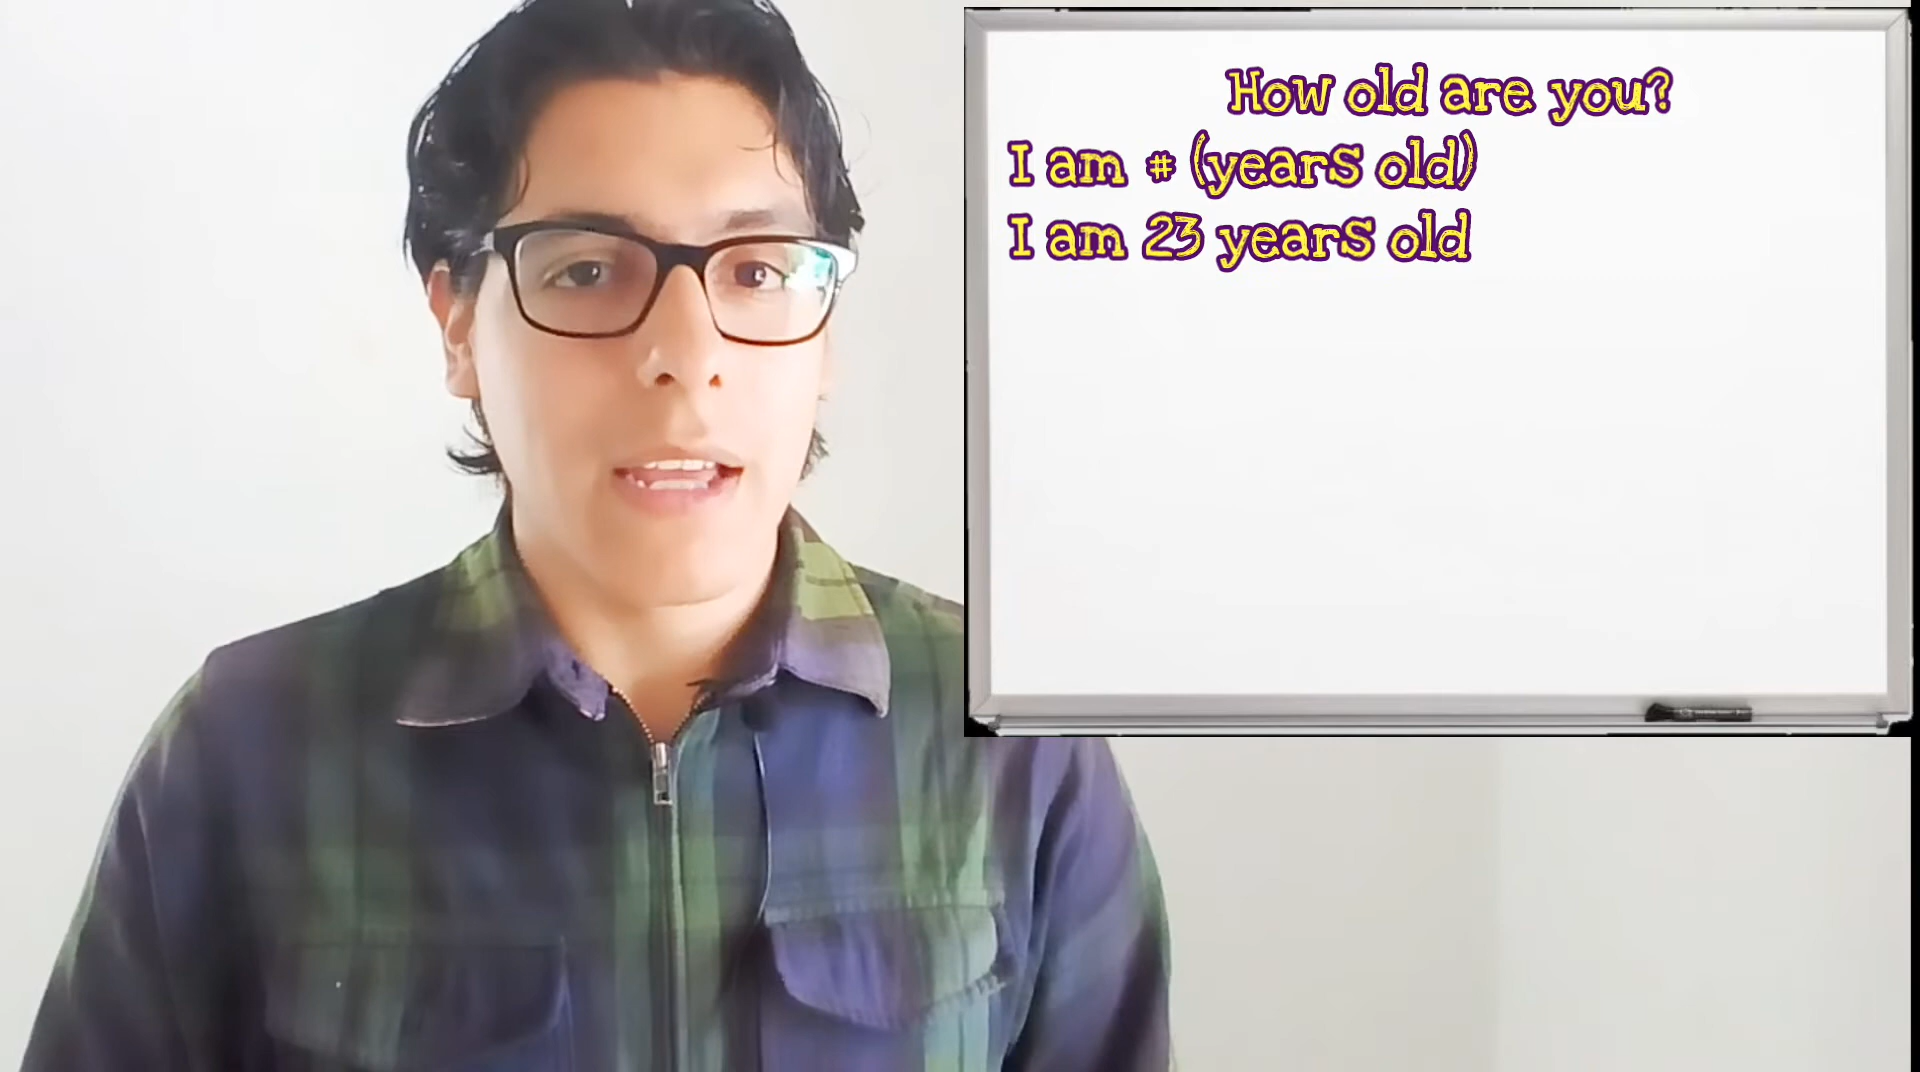 How old are you?
I am # (years old)
I am 23 years old